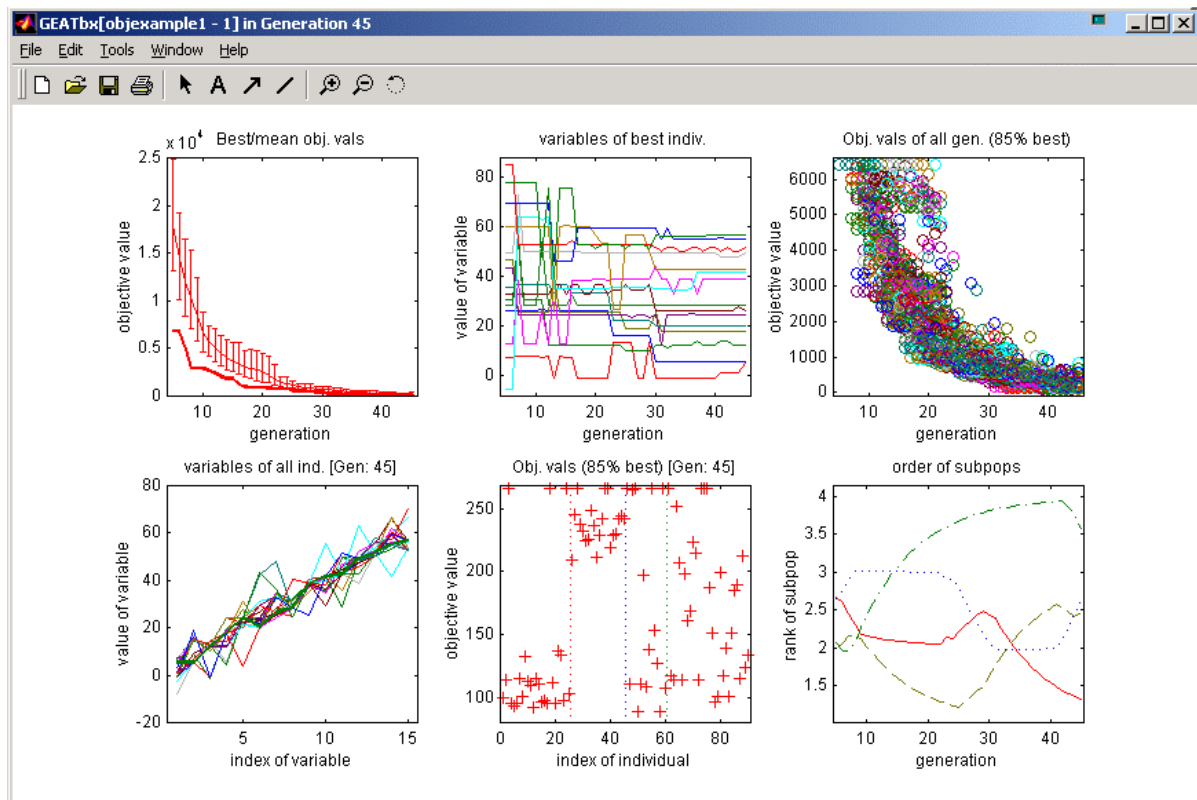 GEATbx[objexample1 - 1] in Generation 45
File Edit Tools Window Help
Best/mean obj. vals
x 10^4
2.5
2
1.5
1
0.5
0
10 20 30 40
objective value
generation
variables of best indiv.
80
60
40
20
0
10 20 30 40
value of variable
generation
Obj. vals of all gen. (85% best)
6000
5000
4000
3000
2000
1000
0
10 20 30 40
objective value
generation
variables of all ind. [Gen: 45]
80
60
40
20
0
-20
5 10 15
value of variable
index of variable
Obj. vals (85% best) [Gen: 45]
250
200
150
100
0 20 40 60 80
objective value
index of individual
order of subpops
4
3.5
3
2.5
2
1.5
10 20 30 40
rank of subpop
generation